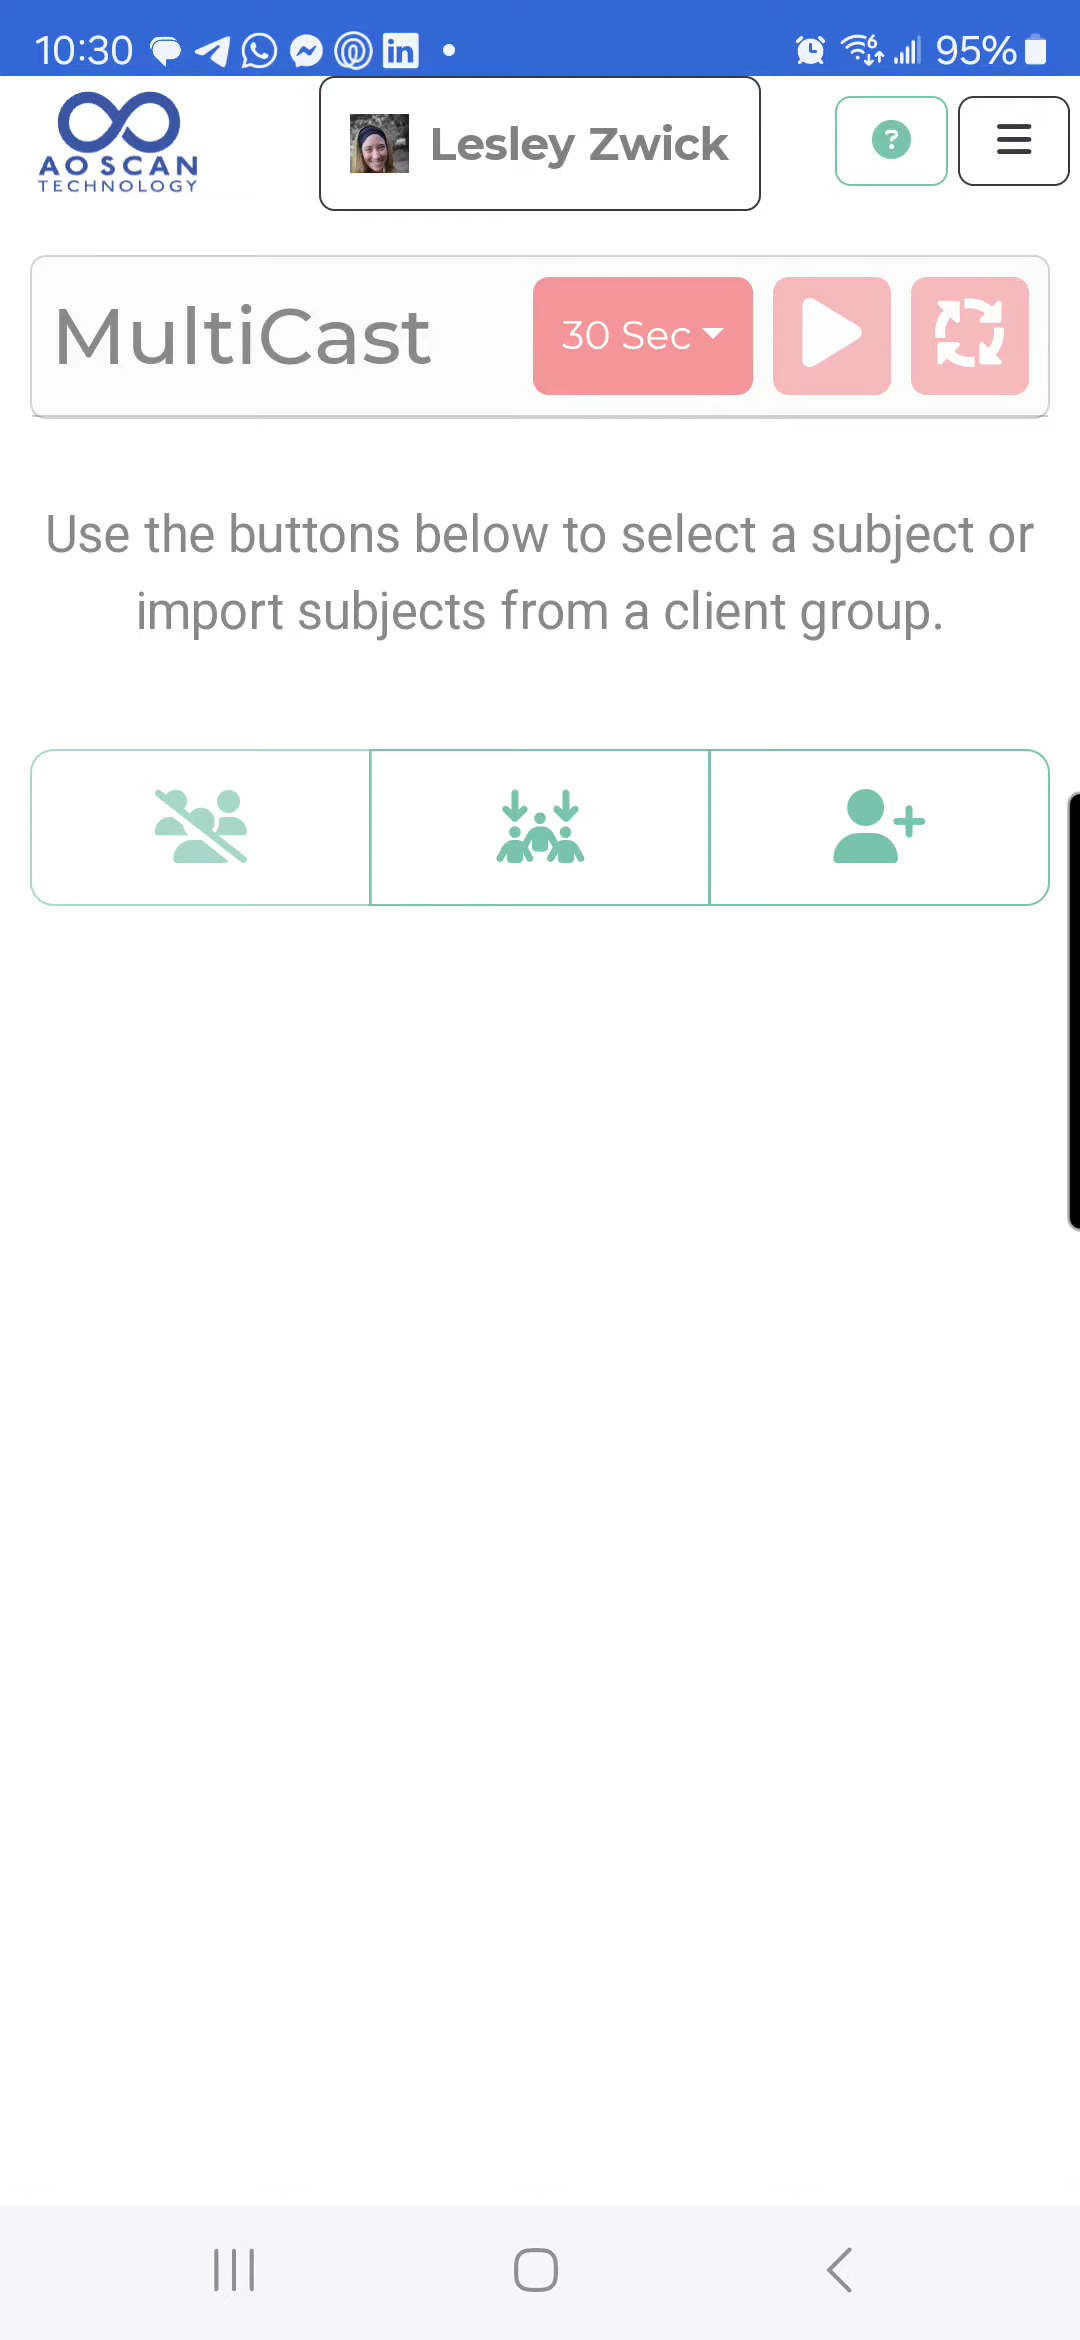 10:30
95%
AO SCAN
TECHNOLOGY
Lesley Zwick
?
MultiCast
30 Sec
Use the buttons below to select a subject or
import subjects from a client group.